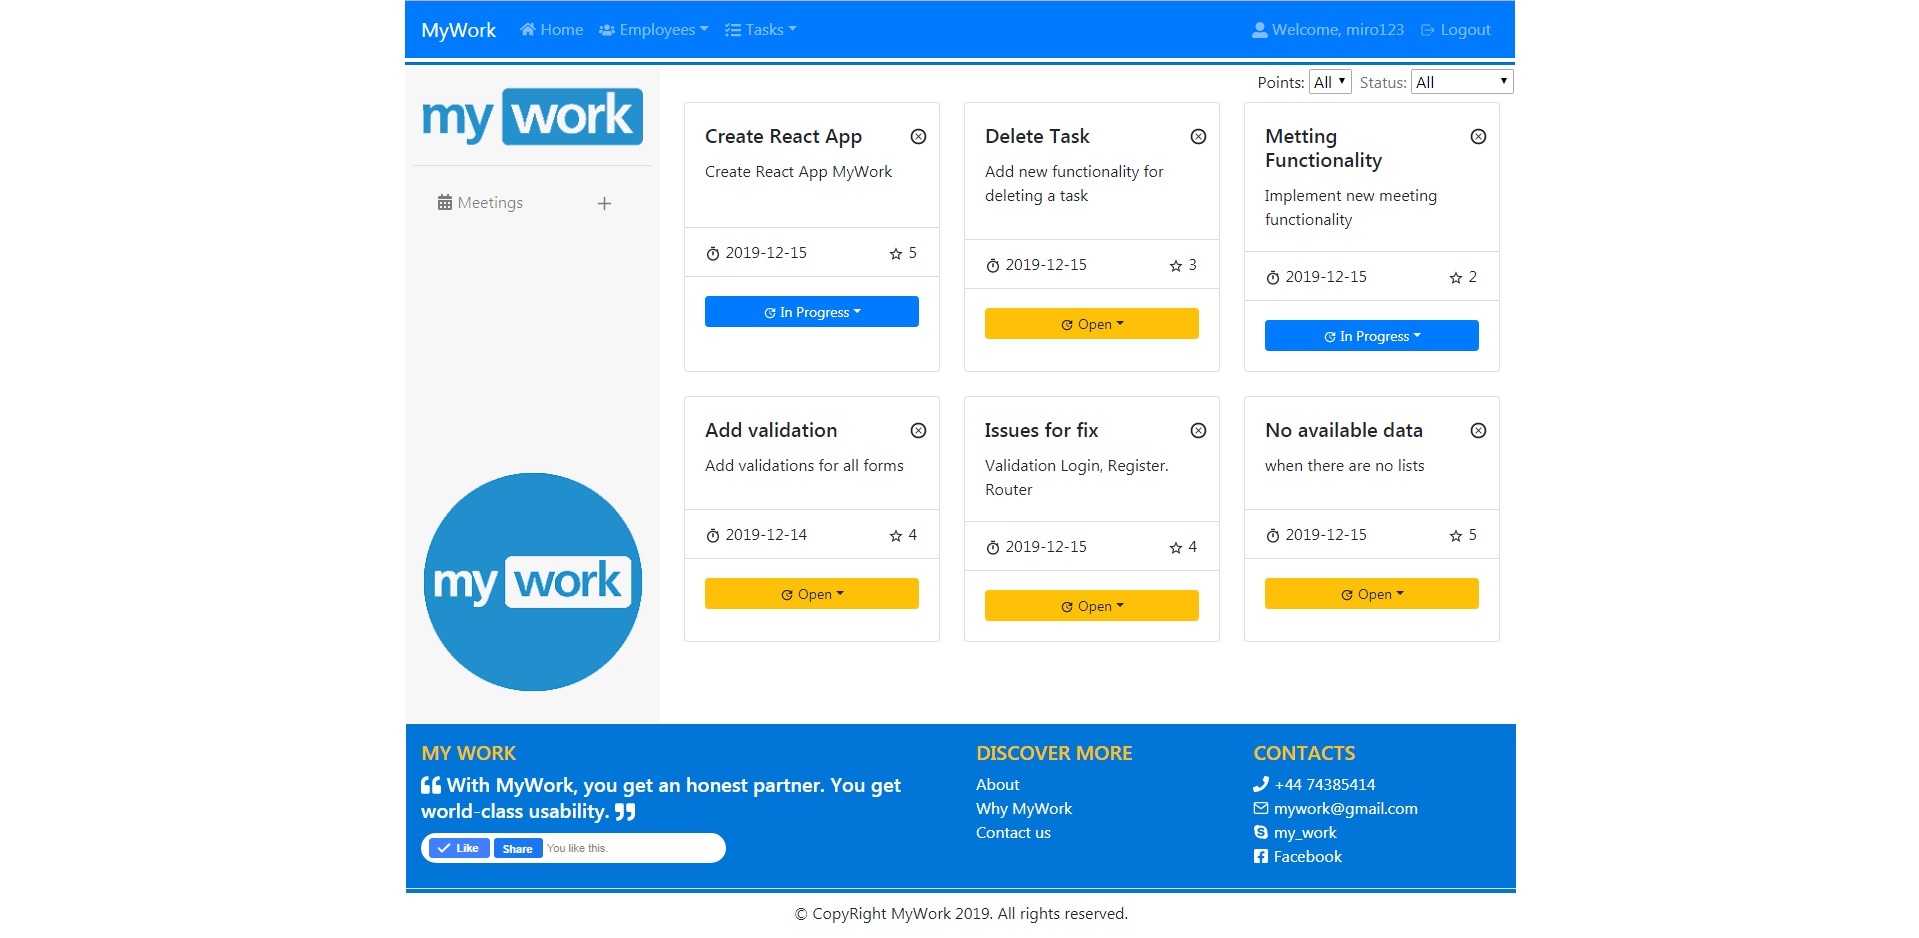 MyWork Home Employees Tasks Welcome, miro123 Logout
Points: All Status: All
my work
Meetings
Create React App
Create React App MyWork
2019-12-15 5
In Progress
Delete Task
Add new functionality for
deleting a task
2019-12-15 3
Open
Metting
Functionality
Implement new meeting
functionality
2019-12-15 2
In Progress
Add validation
Add validations for all forms
2019-12-14 4
Open
Issues for fix
Validation Login, Register.
Router
2019-12-15 4
Open
No available data
when there are no lists
2019-12-15 5
Open
my work
MY WORK
❝ With MyWork, you get an honest partner. You get
world-class usability. ❞
Like Share You like this.
DISCOVER MORE
About
Why MyWork
Contact us
CONTACTS
+44 74385414
mywork@gmail.com
my_work
Facebook
© CopyRight MyWork 2019. All rights reserved.